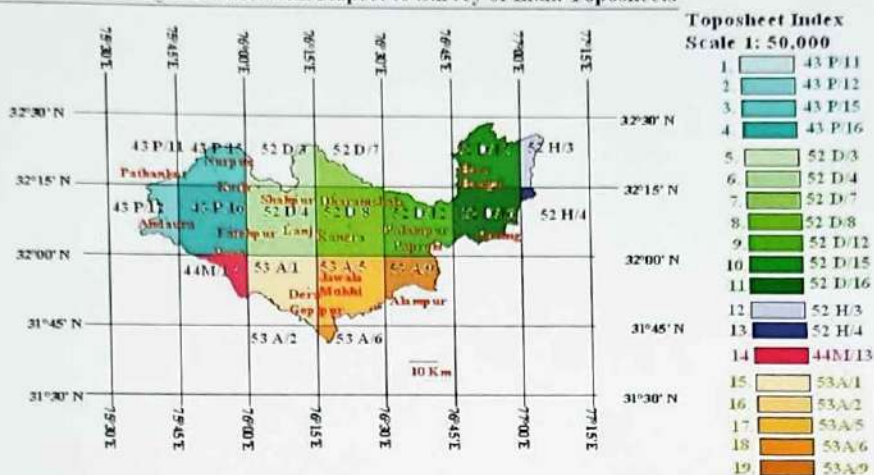 Survey of India Toposheets
Toposheet Index
Scale 1: 50,000
1. 43 P/11
2. 43 P/12
3. 43 P/15
4. 43 P/16
5. 52 D/3
6. 52 D/4
7. 52 D/7
8. 52 D/8
9. 52 D/12
10 52 D/15
11 52 D/16
12 52 H/3
13. 52 H/4
14. 44M/13
15. 53A/1
16 53A/2
17. 53A/5
18 53A/6
19. 53A/9
75°30'E
75°45'E
76°00'E
76°15'E
76°30'E
76°45'E
77°00'E
77°15'E
32°30' N
32°30' N
43 P/11 43 P/15 52 D/3 52 D/7 52 H/3
Nurpur
Pathankot
32°15' N
32°15' N
Shahpur Dharamshala
43 P/12 43 P/16 52 D/4 52 D/8 52 D/12 52 H/4
Fatehpur Kangra Palampur
32°00' N
32°00' N
53 A/1 53 A/5 53 A/9
Jawala
Mukhi
Alampur
31°45' N
31°45' N
53 A/2 53 A/6
10 Km
31°30' N
31°30' N
75°30'E
75°45'E
76°00'E
76°15'E
76°30'E
76°45'E
77°00'E
77°15'E